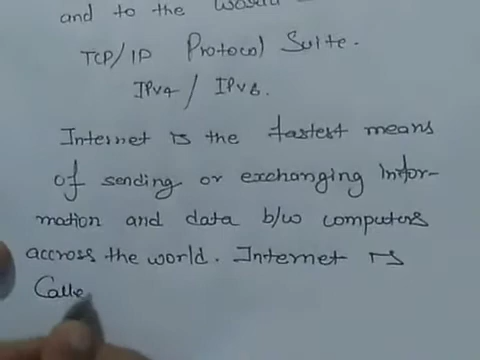 and to the
TCP/IP Protocol Suite.
IPv4 / IPv6.
Internet is the fastest means
of sending or exchanging Infor-
mation and data b/w computers
accross the world. Internet is
Calle